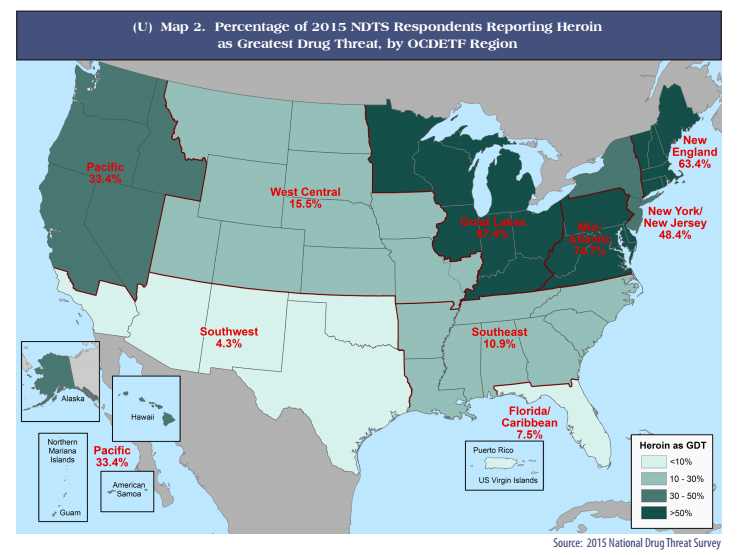 (U) Map 2. Percentage of 2015 NDTS Respondents Reporting Heroin
as Greatest Drug Threat, by OCDETF Region
New
England
63.4%
Pacific
33.4%
West Central
15.5%
New York/
New Jersey
48.4%
Great Lakes
57.4%
Mid-
Atlantic
74.7%
Southwest
4.3%
Southeast
10.9%
Alaska
Hawaii
Florida/
Caribbean
7.5%
Northern
Mariana
Islands
Guam
Pacific
33.4%
American
Samoa
Puerto Rico
US Virgin Islands
Heroin as GDT
<10%
10 - 30%
30 - 50%
>50%
Source: 2015 National Drug Threat Survey